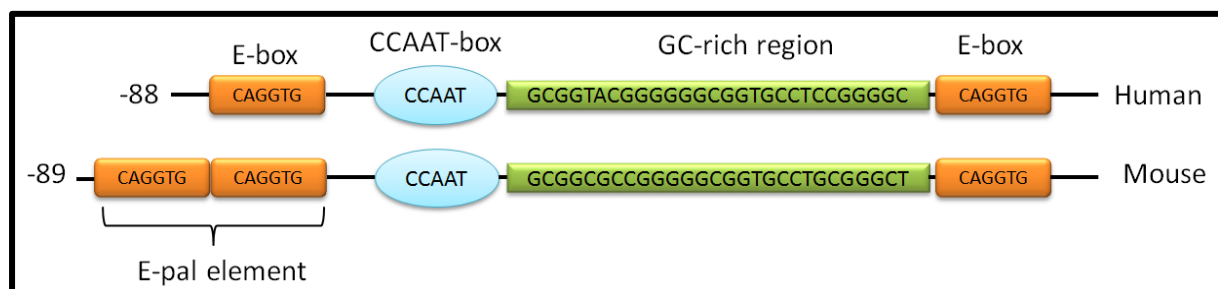 E-box CCAAT-box GC-rich region E-box
-88 CAGGTG CCAAT GCGGTACGGGGGGCGGTGCCTCCGGGGC CAGGTG Human
-89 CAGGTG CAGGTG CCAAT GCGGCGCCGGGGGCGGTGCCTGCGGGCT CAGGTG Mouse
E-pal element